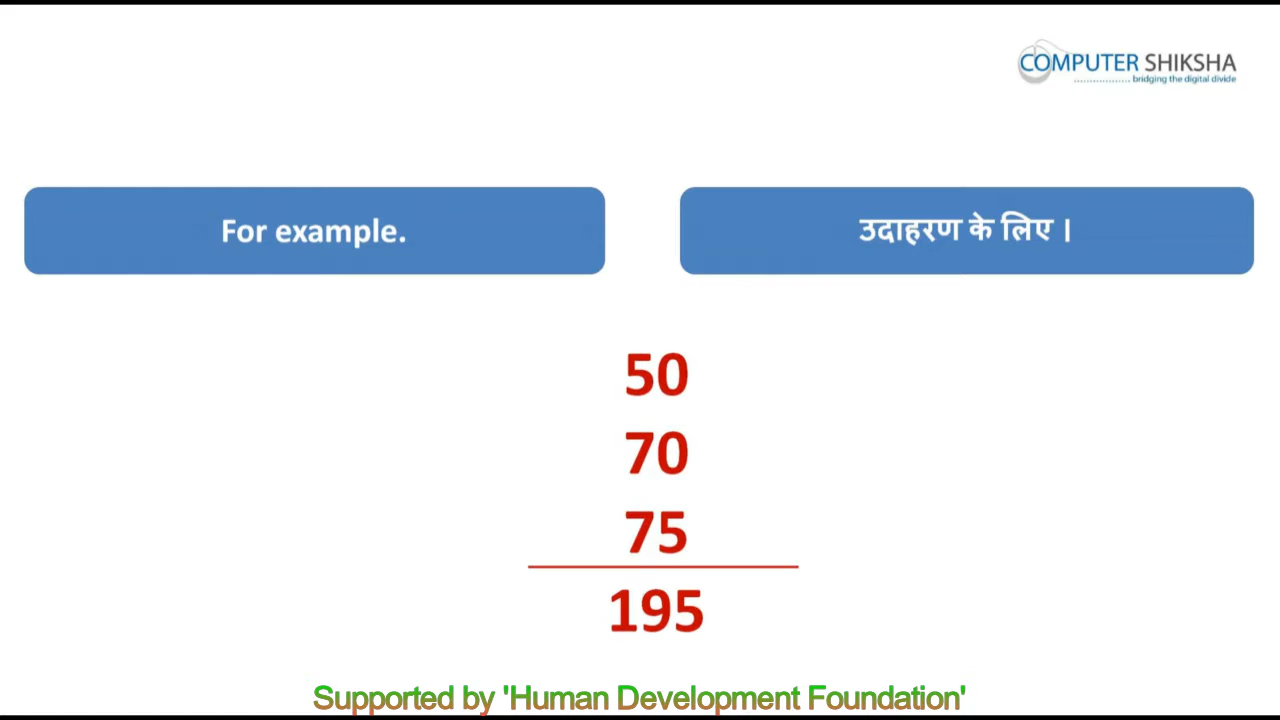 COMPUTER SHIKSHA
bridging the digital divide
For example.
उदाहरण के लिए ।
50
70
75
195
Supported by 'Human Development Foundation'